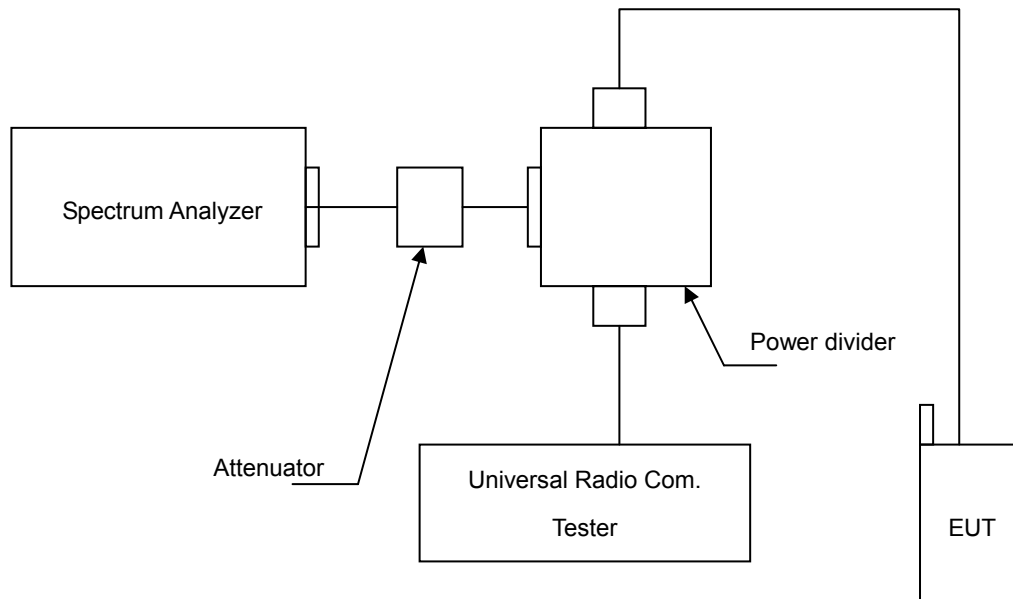 Spectrum Analyzer
Power divider
Attenuator
Universal Radio Com.
Tester
EUT